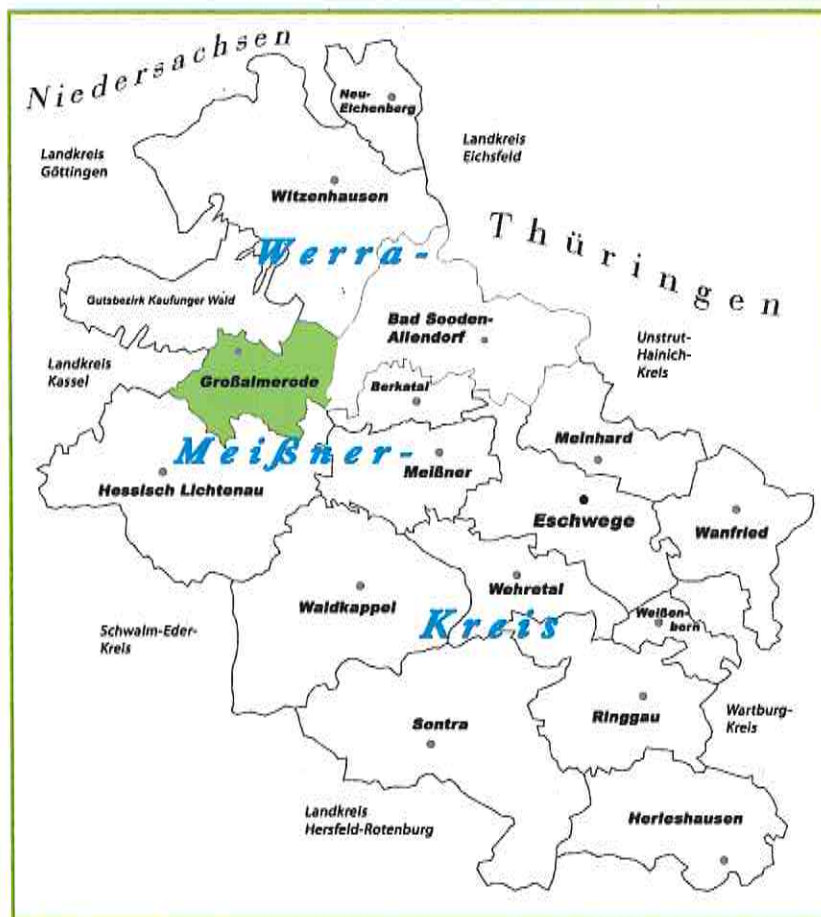 Niedersachsen
Neu-
Eichenberg
Landkreis
Göttingen
Landkreis
Eichsfeld
Witzenhausen
Thüringen
Werra-
Gutsbezirk Kaufunger Wald
Bad Sooden-
Allendorf
Unstrut-
Hainich-
Kreis
Landkreis
Kassel
Großalmerode
Berkatal
Meinhard
Meißner-
Meißner
Hessisch Lichtenau
Eschwege
Wanfried
Wehretal
Waldkappel
Weißen-
born
Kreis
Schwalm-Eder-
Kreis
Sontra
Ringgau
Wartburg-
Kreis
Landkreis
Hersfeld-Rotenburg
Herleshausen